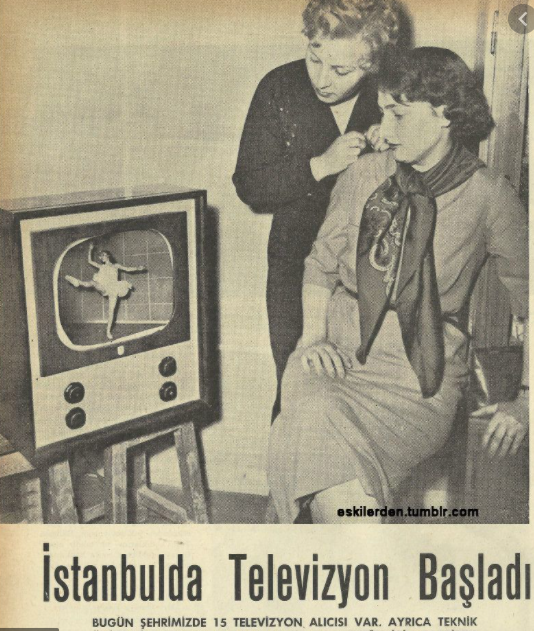 eskilerden.tumblr.com
İstanbulda Televizyon Başladı
BUGÜN ŞEHRİMİZDE 15 TELEVİZYON ALICISI VAR. AYRICA TEKNİK